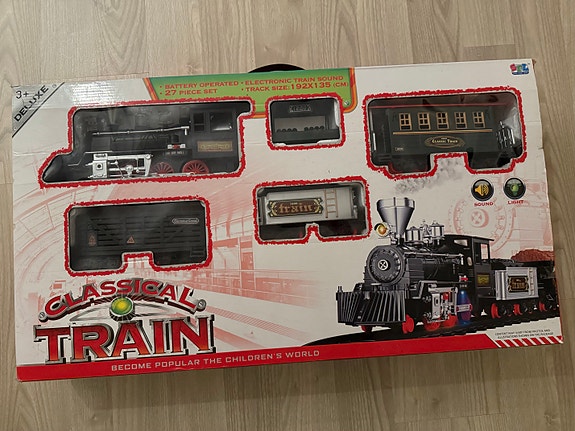 3+
DELUXE
• BATTERY OPERATED • ELECTRONIC TRAIN SOUND
• 27 PIECE SET • TRACK SIZE: 192X135 (CM)
CLASSIC TRAIN
train
SOUND
LIGHT
CLASSICAL
TRAIN
BECOME POPULAR THE CHILDREN'S WORLD